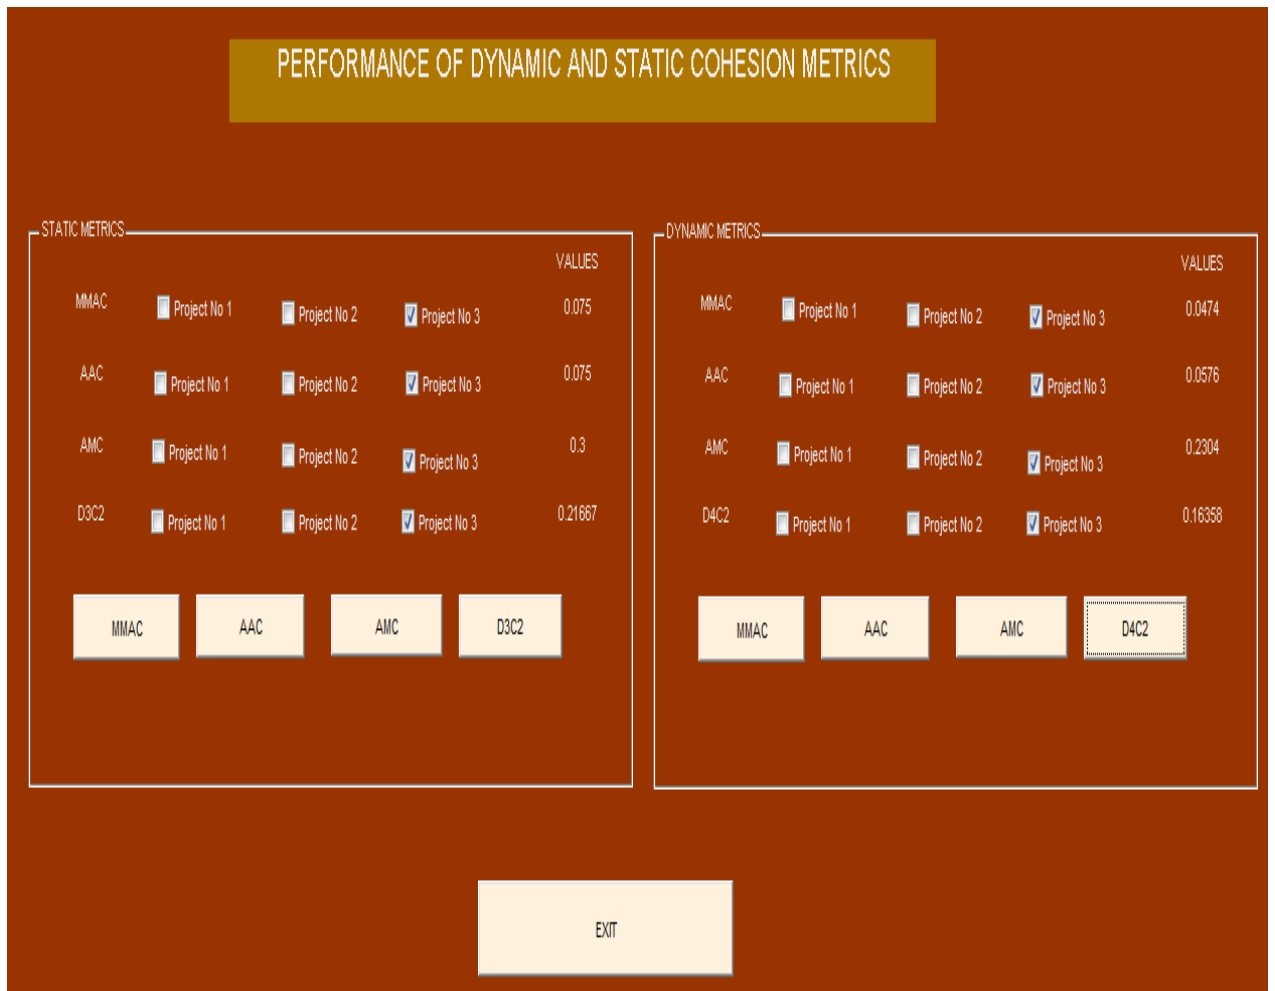 PERFORMANCE OF DYNAMIC AND STATIC COHESION METRICS
STATIC METRICS
VALUES
MMAC Project No 1 Project No 2 Project No 3 0.075
AAC Project No 1 Project No 2 Project No 3 0.075
AMC Project No 1 Project No 2 Project No 3 0.3
D3C2 Project No 1 Project No 2 Project No 3 0.21667
MMAC AAC AMC D3C2
DYNAMIC METRICS
VALUES
MMAC Project No 1 Project No 2 Project No 3 0.0474
AAC Project No 1 Project No 2 Project No 3 0.0576
AMC Project No 1 Project No 2 Project No 3 0.2304
D4C2 Project No 1 Project No 2 Project No 3 0.16358
MMAC AAC AMC D4C2
EXIT